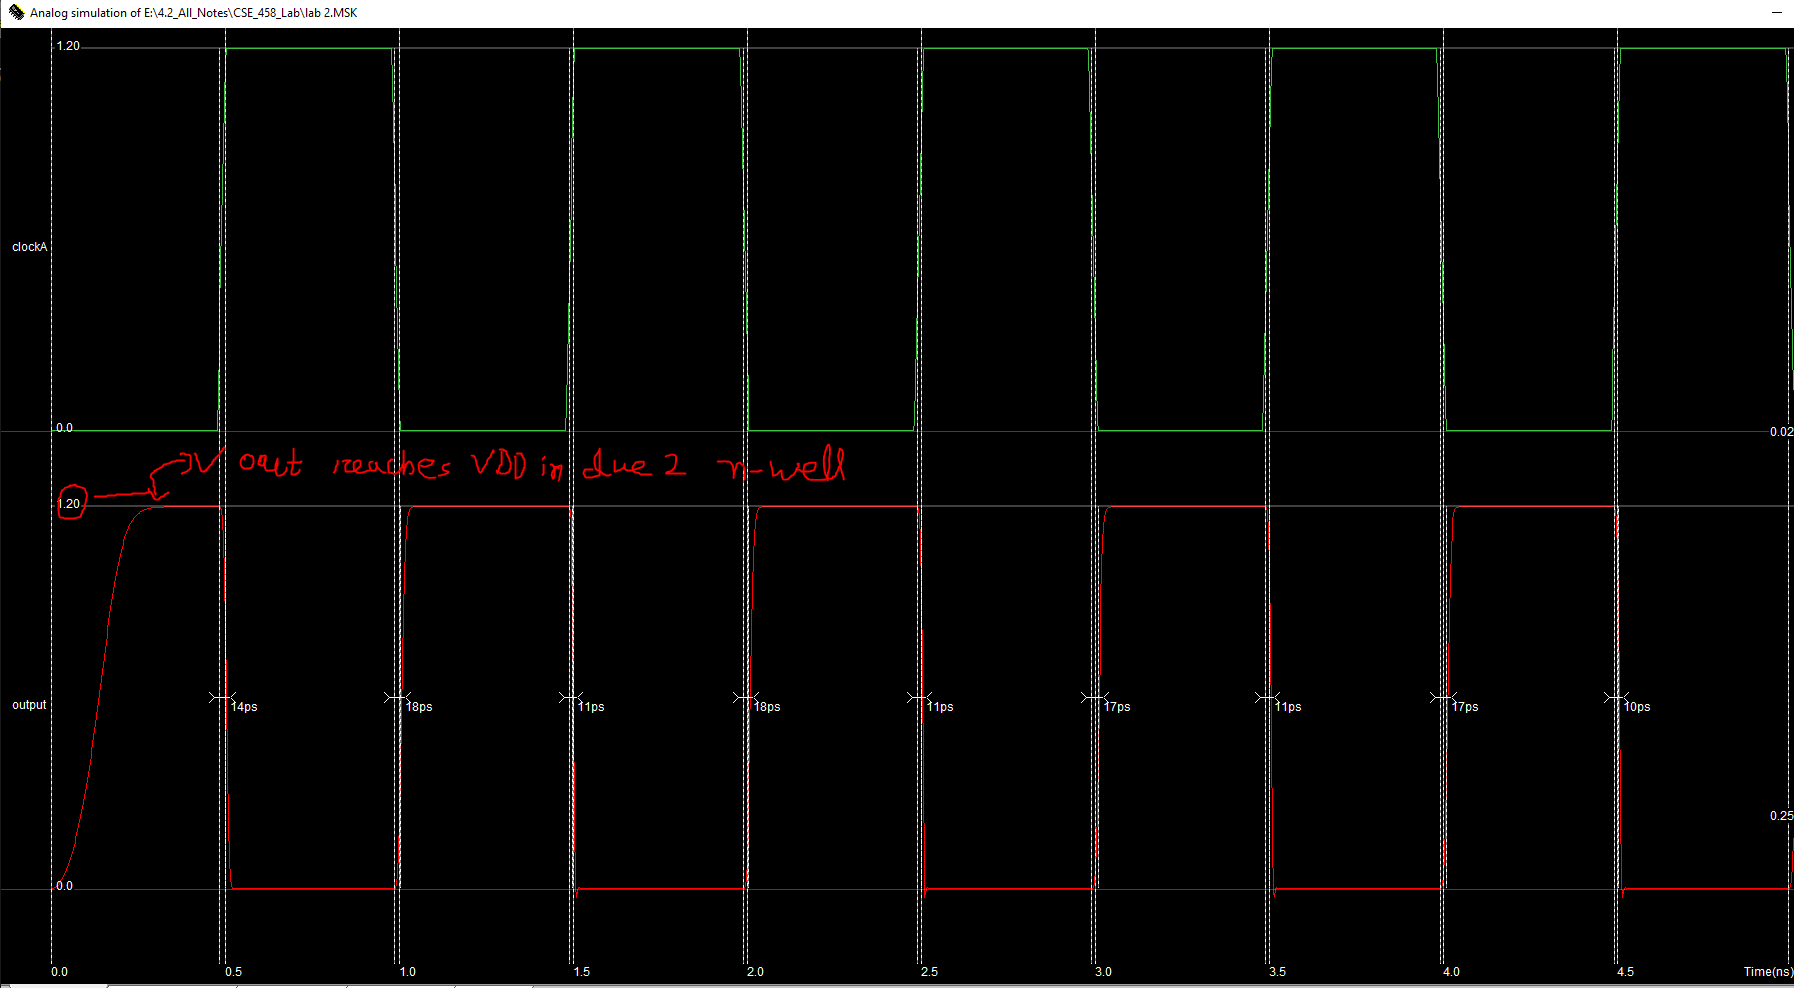 Analog simulation of E:\4.2_All_Notes\CSE_458_Lab\lab 2.MSK
1.20
clockA
0.0
0.02
V out reaches VDD in due 2 n-well
1.20
output
14ps
18ps
11ps
18ps
11ps
17ps
11ps
17ps
10ps
0.25
0.0
0.0
0.5
1.0
1.5
2.0
2.5
3.0
3.5
4.0
4.5
Time(ns)